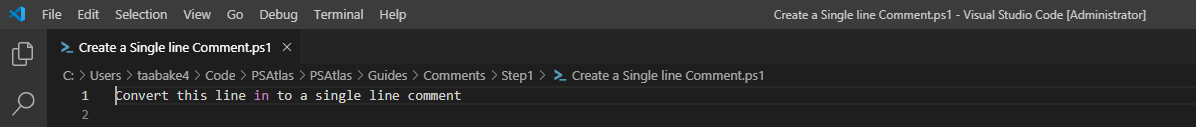 File Edit Selection View Go Debug Terminal Help Create a Single line Comment.ps1 - Visual Studio Code [Administrator]
Create a Single line Comment.ps1 ×
C: > Users > taabake4 > Code > PSAtlas > PSAtlas > Guides > Comments > Step1 > Create a Single line Comment.ps1
1 Convert this line in to a single line comment
2